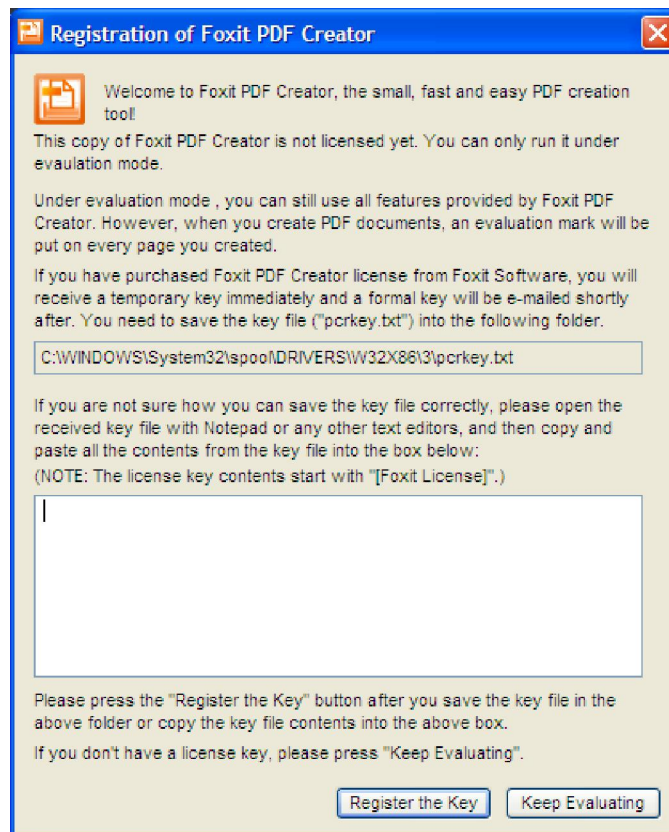 Registration of Foxit PDF Creator
Welcome to Foxit PDF Creator, the small, fast and easy PDF creation
tool!
This copy of Foxit PDF Creator is not licensed yet. You can only run it under
evaulation mode.
Under evaluation mode , you can still use all features provided by Foxit PDF
Creator. However, when you create PDF documents, an evaluation mark will be
put on every page you created.
If you have purchased Foxit PDF Creator license from Foxit Software, you will
receive a temporary key immediately and a formal key will be e-mailed shortly
after. You need to save the key file ("pcrkey.txt") into the following folder.
C:\WINDOWS\System32\spool\DRIVERS\W32X86\3\pcrkey.txt
If you are not sure how you can save the key file correctly, please open the
received key file with Notepad or any other text editors, and then copy and
paste all the contents from the key file into the box below:
(NOTE: The license key contents start with "[Foxit License]".)
Please press the "Register the Key" button after you save the key file in the
above folder or copy the key file contents into the above box.
If you don't have a license key, please press "Keep Evaluating".
Register the Key Keep Evaluating